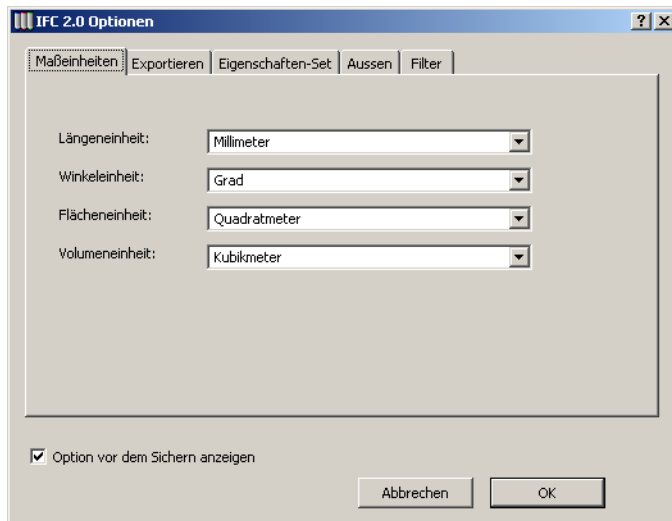 IFC 2.0 Optionen
Maßeinheiten Exportieren Eigenschaften-Set Aussen Filter
Längeneinheit: Millimeter
Winkeleinheit: Grad
Flächeneinheit: Quadratmeter
Volumeneinheit: Kubikmeter
Option vor dem Sichern anzeigen
Abbrechen OK